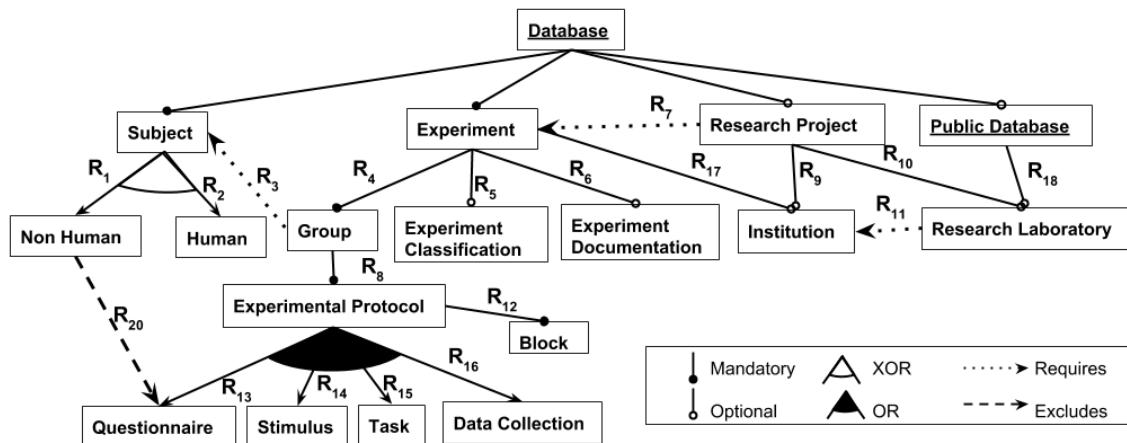 Database
Subject
Experiment
R7
Research Project
Public Database
R1
R2
R3
R4
R5
R6
R17
R9
R10
R18
Non Human
Human
Group
Experiment
Classification
Experiment
Documentation
Institution
R11
Research Laboratory
R8
R20
Experimental Protocol
R12
Block
R13
R14
R15
R16
Questionnaire
Stimulus
Task
Data Collection
Mandatory
XOR
Requires
Optional
OR
Excludes